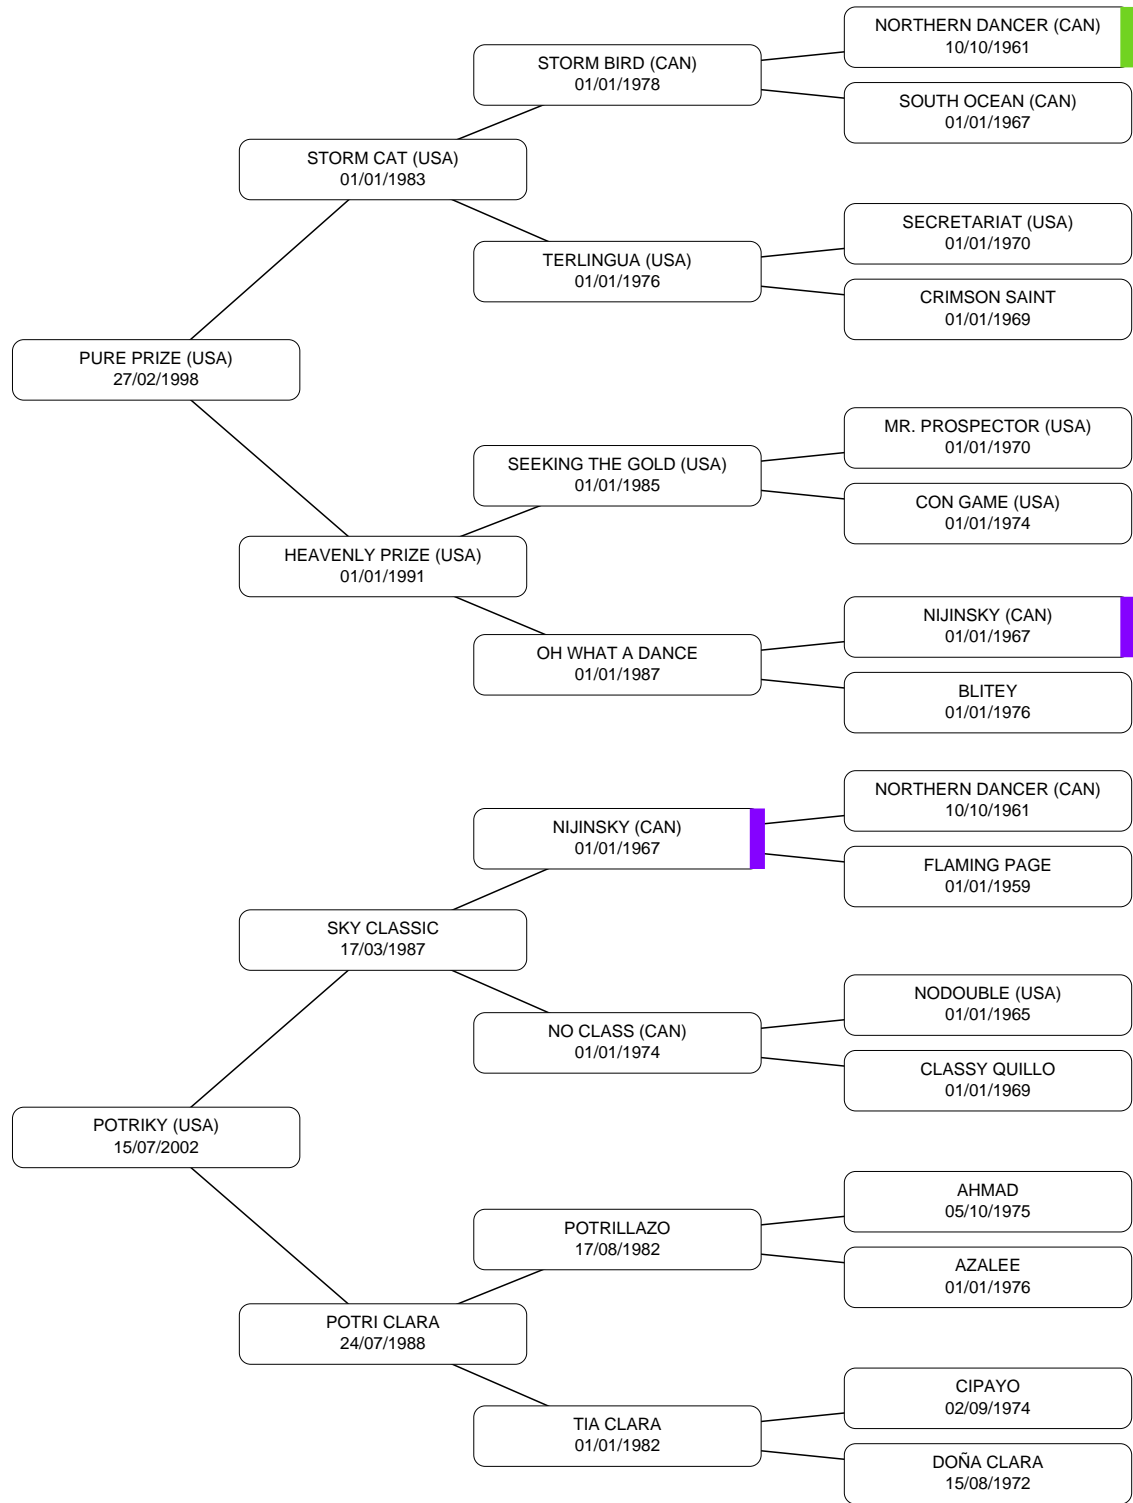 NORTHERN DANCER (CAN)
10/10/1961
STORM BIRD (CAN)
01/01/1978
SOUTH OCEAN (CAN)
01/01/1967
STORM CAT (USA)
01/01/1983
SECRETARIAT (USA)
01/01/1970
TERLINGUA (USA)
01/01/1976
CRIMSON SAINT
01/01/1969
PURE PRIZE (USA)
27/02/1998
MR. PROSPECTOR (USA)
01/01/1970
SEEKING THE GOLD (USA)
01/01/1985
CON GAME (USA)
01/01/1974
HEAVENLY PRIZE (USA)
01/01/1991
NIJINSKY (CAN)
01/01/1967
OH WHAT A DANCE
01/01/1987
BLITEY
01/01/1976
NORTHERN DANCER (CAN)
10/10/1961
NIJINSKY (CAN)
01/01/1967
FLAMING PAGE
01/01/1959
SKY CLASSIC
17/03/1987
NODOUBLE (USA)
01/01/1965
NO CLASS (CAN)
01/01/1974
CLASSY QUILLO
01/01/1969
POTRIKY (USA)
15/07/2002
AHMAD
05/10/1975
POTRILLAZO
17/08/1982
AZALEE
01/01/1976
POTRI CLARA
24/07/1988
CIPAYO
02/09/1974
TIA CLARA
01/01/1982
DOÑA CLARA
15/08/1972